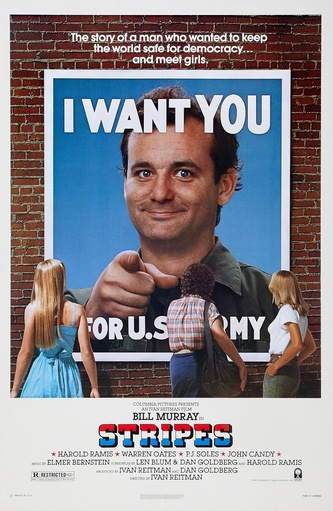 The story of a man who wanted to keep
the world safe for democracy...
and meet girls.
I WANT YOU
FOR U.S. RMY
COLUMBIA PICTURES PRESENTS
AN IVAN REITMAN FILM
BILL MURRAY IN
STRIPES
★ HAROLD RAMIS ★ WARREN OATES ★ P.J. SOLES ★ JOHN CANDY ★
MUSIC BY ELMER BERNSTEIN SCREENPLAY BY LEN BLUM & DAN GOLDBERG AND HAROLD RAMIS
PRODUCED BY IVAN REITMAN AND DAN GOLDBERG
DIRECTED BY IVAN REITMAN
R RESTRICTED